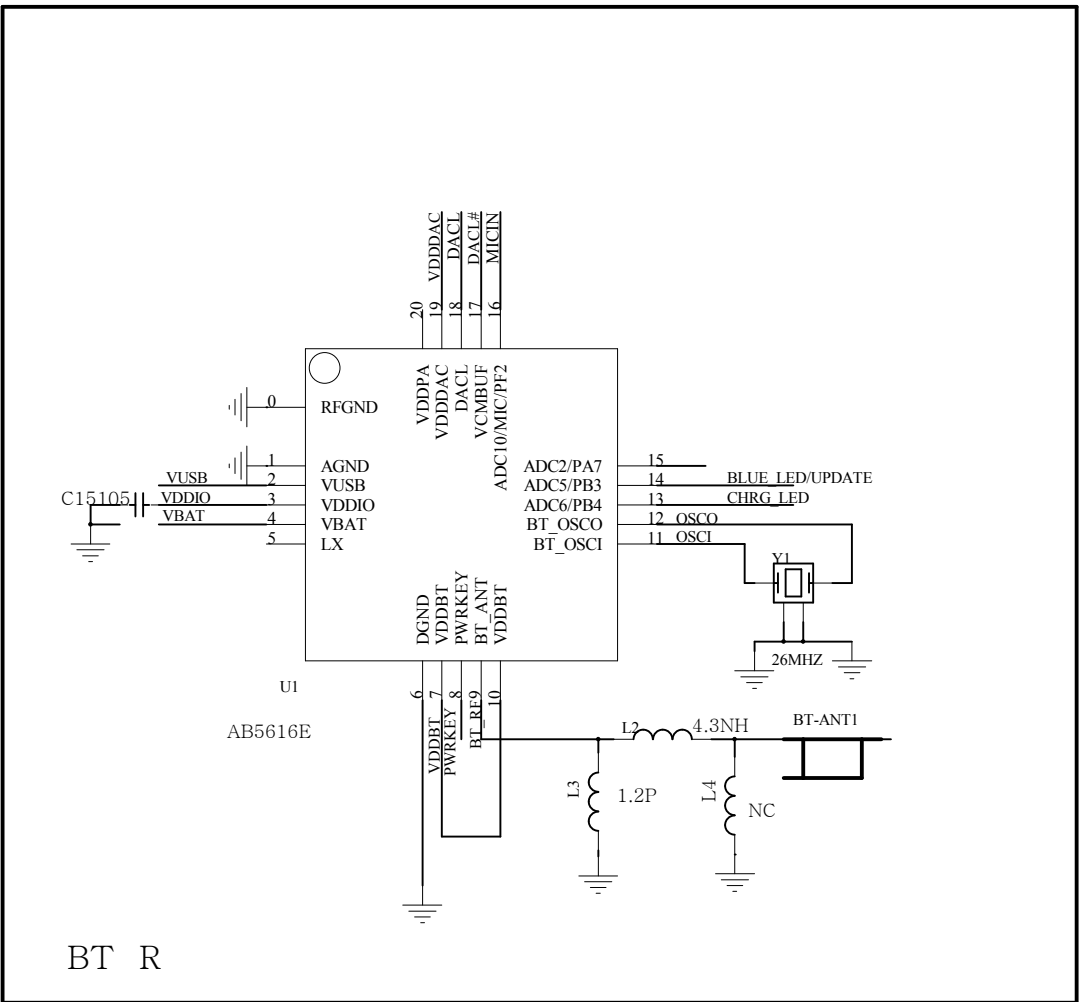 VDDDAC
DACL
DACL#
MICIN
20
19
18
17
16
VDDPA
VDDDAC
DACL
VCMBUF
ADC10/MIC/PF2
0 RFGND
1 AGND
VUSB 2 VUSB
C15105 VDDIO 3 VDDIO
VBAT 4 VBAT
5 LX
ADC2/PA7 15
ADC5/PB3 14 BLUE_LED/UPDATE
ADC6/PB4 13 CHRG_LED
BT_OSCO 12 OSCO
BT_OSCI 11 OSCI
Y1
26MHZ
DGND
VDDBT
PWRKEY
BT_ANT
VDDBT
6
7
8
9
10
VDDBT
PWRKEY
BT_RF
U1
AB5616E
L2 4.3NH
BT-ANT1
L3 1.2P
L4 NC
BT R